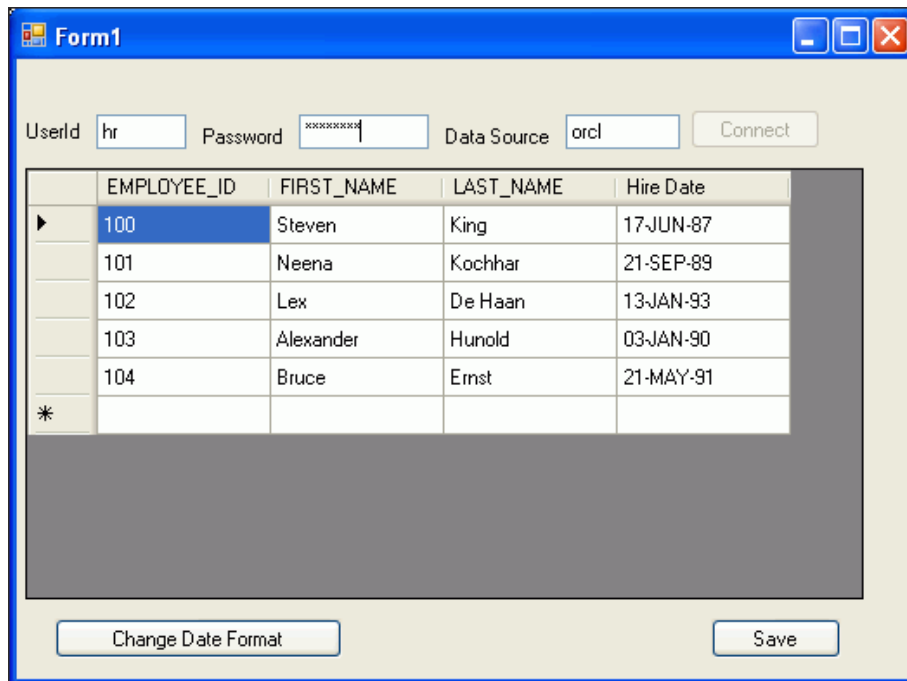 Form1
UserId hr Password ******** Data Source orcl Connect
EMPLOYEE_ID FIRST_NAME LAST_NAME Hire Date
100 Steven King 17-JUN-87
101 Neena Kochhar 21-SEP-89
102 Lex De Haan 13-JAN-93
103 Alexander Hunold 03-JAN-90
104 Bruce Ernst 21-MAY-91
Change Date Format Save